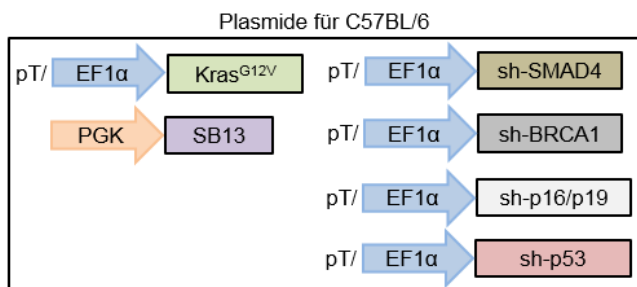 Plasmide für C57BL/6
pT/ EF1α Kras^G12V
PGK SB13
pT/ EF1α sh-SMAD4
pT/ EF1α sh-BRCA1
pT/ EF1α sh-p16/p19
pT/ EF1α sh-p53